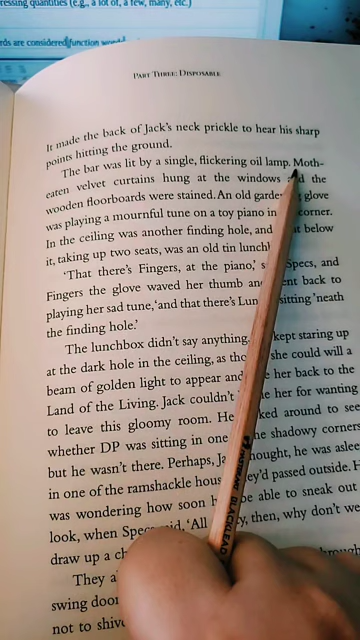 ressing quantities (e.g., a lot of, a few, many, etc.)
rds are considered function word
PART THREE: DISPOSABLE
It made the back of Jack's neck prickle to hear his sharp
points hitting the ground.
The bar was lit by a single, flickering oil lamp. Moth-
eaten velvet curtains hung at the windows the
wooden floorboards were stained. An old glove
was playing a mournful tune on a toy piano in corner.
In the ceiling was another finding hole, and below
it, taking up two seats, was an old tin
'That there's Fingers, at the piano,' Specs, and
Fingers the glove waved her thumb and back to
playing her sad tune, 'and that there's sitting 'neath
the finding hole.'
The lunchbox didn't say anything. kept staring up
at the dark hole in the ceiling, as she could will a
beam of golden light to appear and her back to the
Land of the Living. Jack couldn't her for wanting
to leave this gloomy room. He around to see
whether DP was sitting in one the shadowy corners
but he wasn't there. Perhaps, he was
in one of the ramshackle they'd passed outside.
was wondering how soon be able to sneak out
look, when 'All then, why don't we
draw up a
They
swing
not to
BLACKLEAD